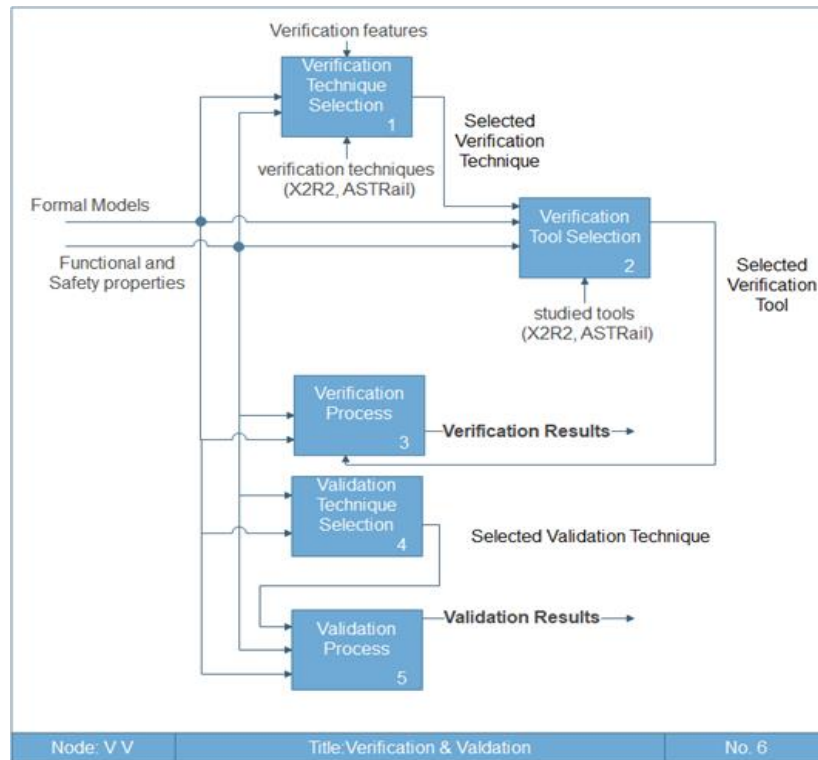 Verification features
Verification
Technique
Selection
1
Selected
Verification
Technique
verification techniques
(X2R2, ASTRail)
Formal Models
Functional and
Safety properties
Verification
Tool Selection
2
Selected
Verification
Tool
studied tools
(X2R2, ASTRail)
Verification
Process
3
Verification Results
Validation
Technique
Selection
4
Selected Validation Technique
Validation
Process
5
Validation Results
Node: V V
Title:Verification & Valdation
No. 6